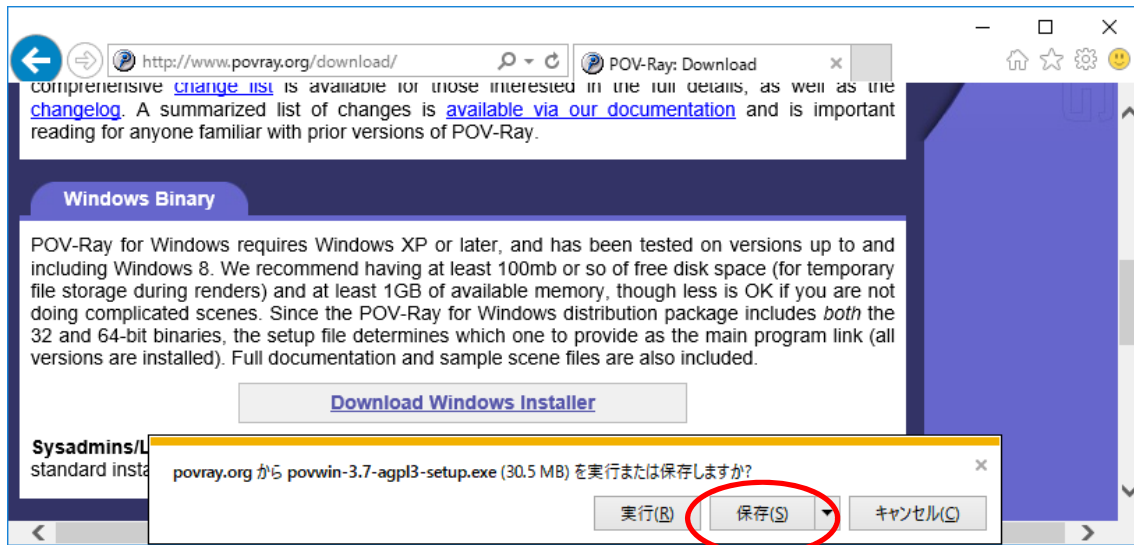 http://www.povray.org/download/
POV-Ray: Download
comprehensive change list is available for those interested in the full details, as well as the
changelog. A summarized list of changes is available via our documentation and is important
reading for anyone familiar with prior versions of POV-Ray.
Windows Binary
POV-Ray for Windows requires Windows XP or later, and has been tested on versions up to and
including Windows 8. We recommend having at least 100mb or so of free disk space (for temporary
file storage during renders) and at least 1GB of available memory, though less is OK if you are not
doing complicated scenes. Since the POV-Ray for Windows distribution package includes both the
32 and 64-bit binaries, the setup file determines which one to provide as the main program link (all
versions are installed). Full documentation and sample scene files are also included.
Download Windows Installer
Sysadmins/L
standard insta
povray.org から povwin-3.7-agpl3-setup.exe (30.5 MB) を実行または保存しますか?
実行(R) 保存(S) キャンセル(C)